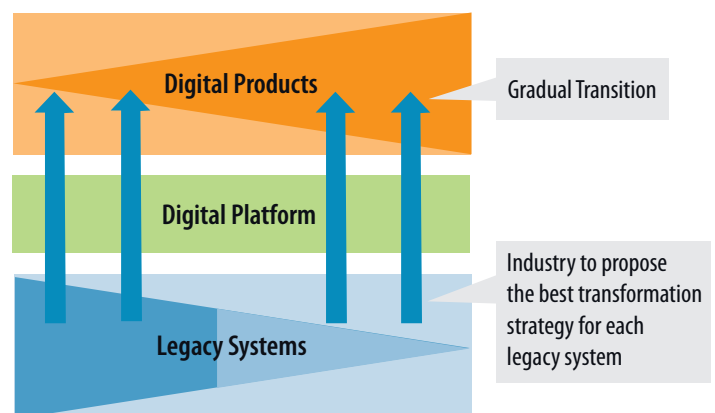 Digital Products
Gradual Transition
Digital Platform
Industry to propose
the best transformation
strategy for each
legacy system
Legacy Systems